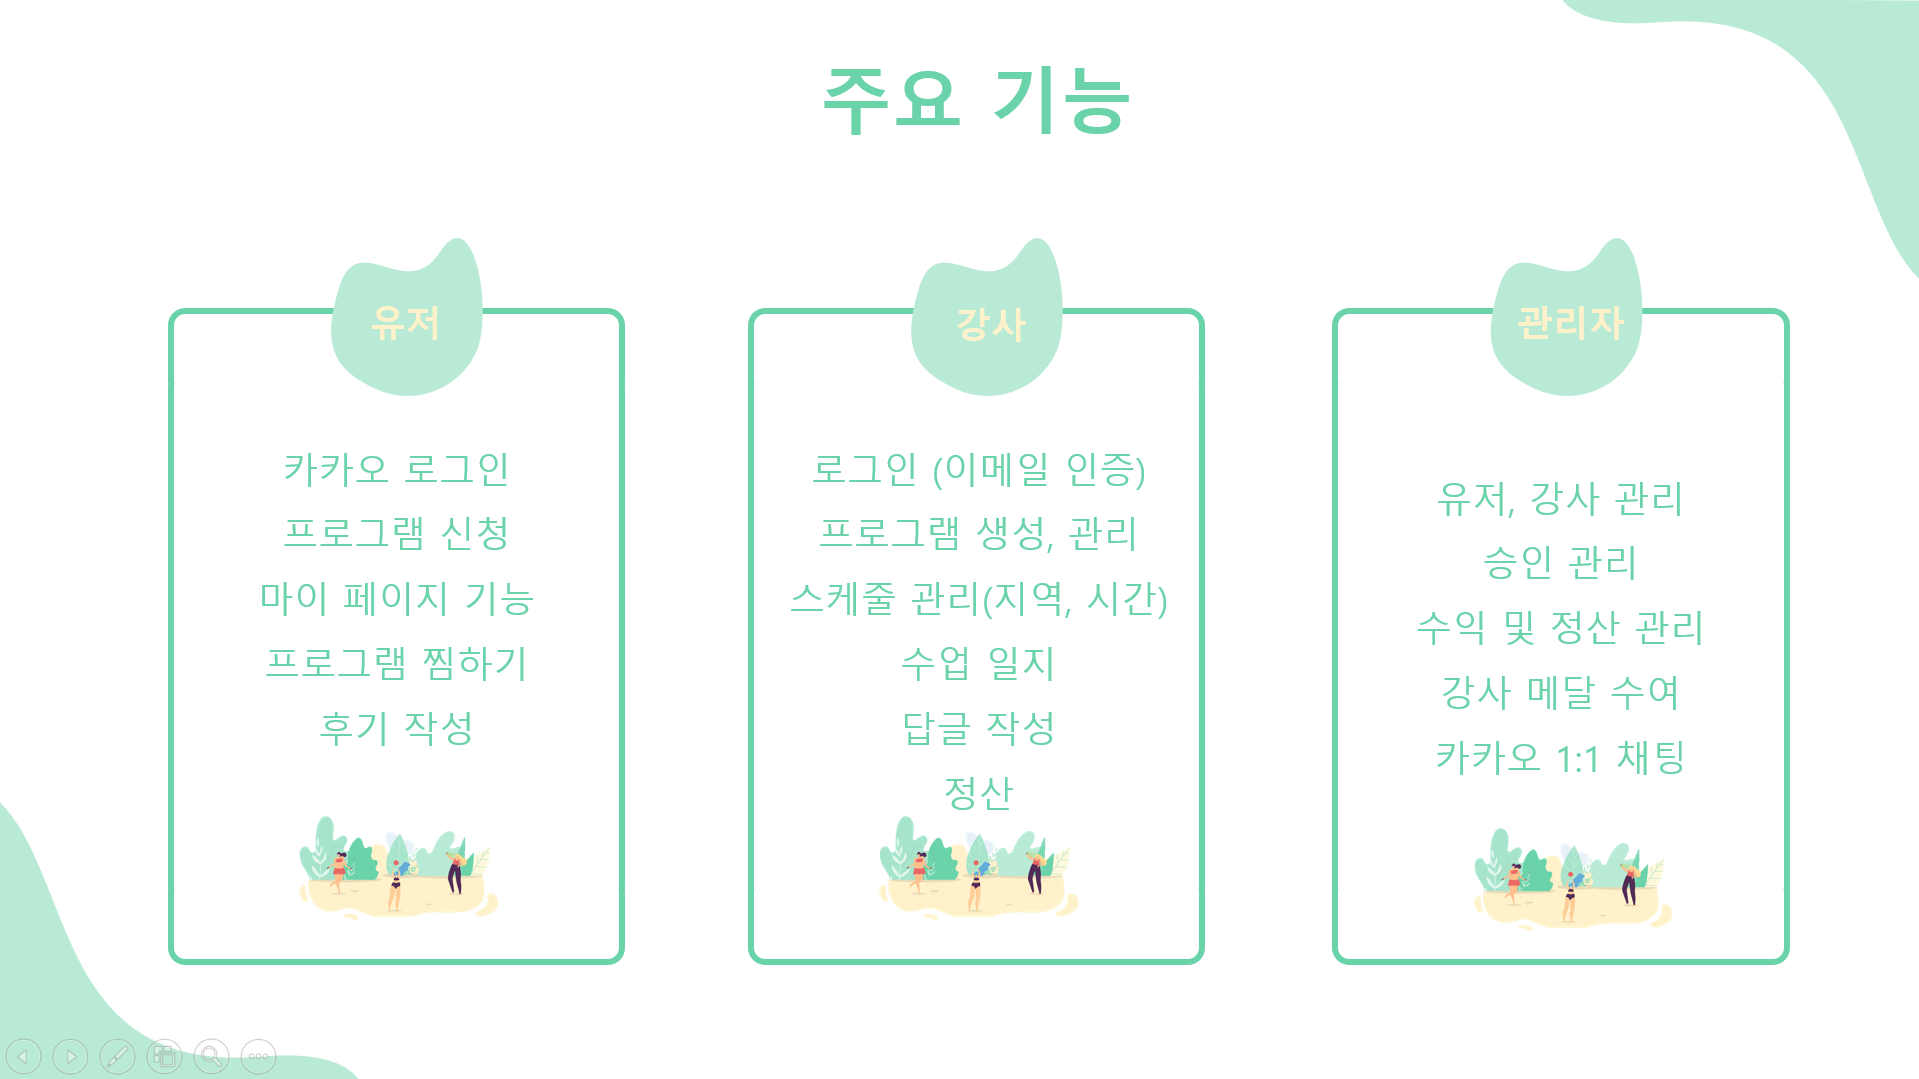 주요 기능
유저
카카오 로그인
프로그램 신청
마이 페이지 기능
프로그램 찜하기
후기 작성
강사
로그인 (이메일 인증)
프로그램 생성, 관리
스케줄 관리(지역, 시간)
수업 일지
답글 작성
정산
관리자
유저, 강사 관리
승인 관리
수익 및 정산 관리
강사 메달 수여
카카오 1:1 채팅